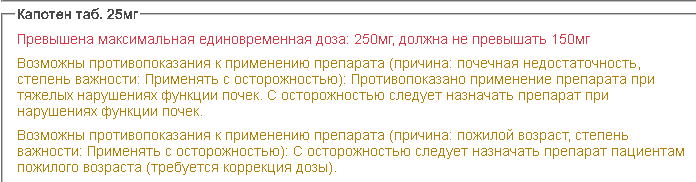 Капотен таб. 25мг
Превышена максимальная единовременная доза: 250мг, должна не превышать 150мг
Возможны противопоказания к применению препарата (причина: почечная недостаточность,
степень важности: Применять с осторожностью): Противопоказано применение препарата при
тяжелых нарушениях функции почек. С осторожностью следует назначать препарат при
нарушениях функции почек.
Возможны противопоказания к применению препарата (причина: пожилой возраст, степень
важности: Применять с осторожностью): С осторожностью следует назначать препарат пациентам
пожилого возраста (требуется коррекция дозы).